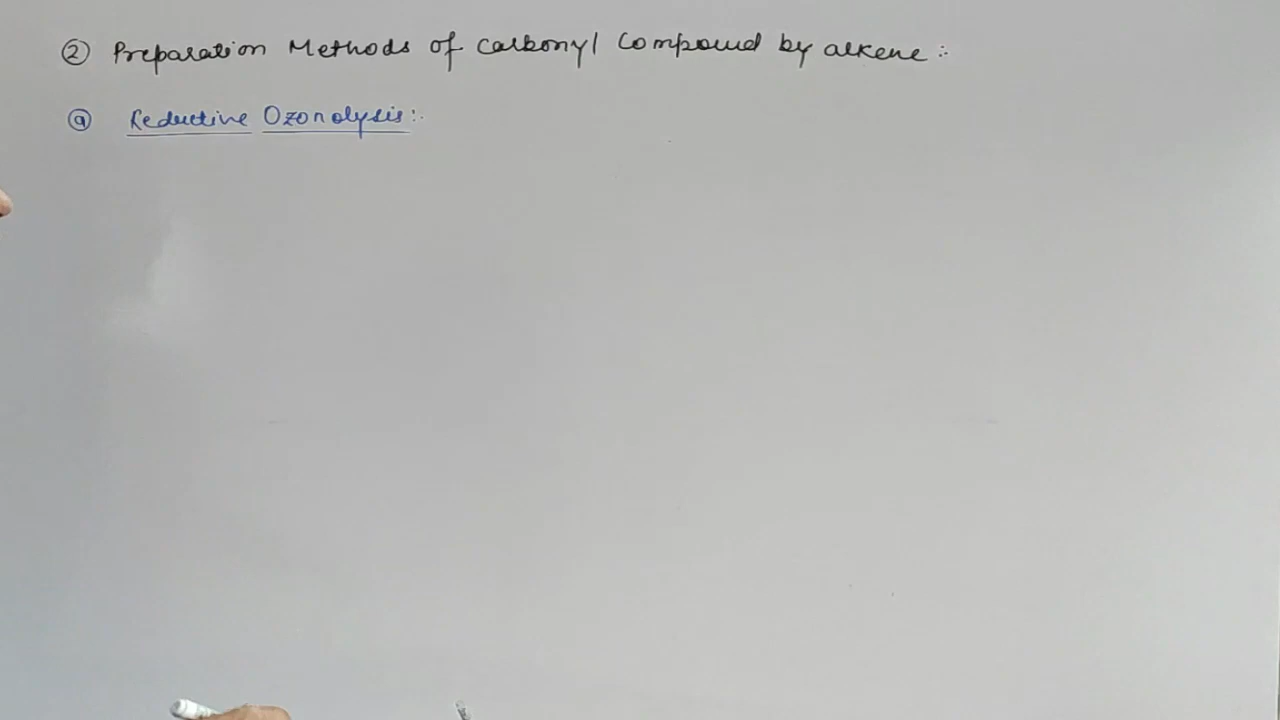 ② Preparation Methods of Carbonyl Compound by alkene :-
ⓐ Reductive Ozonolysis :-